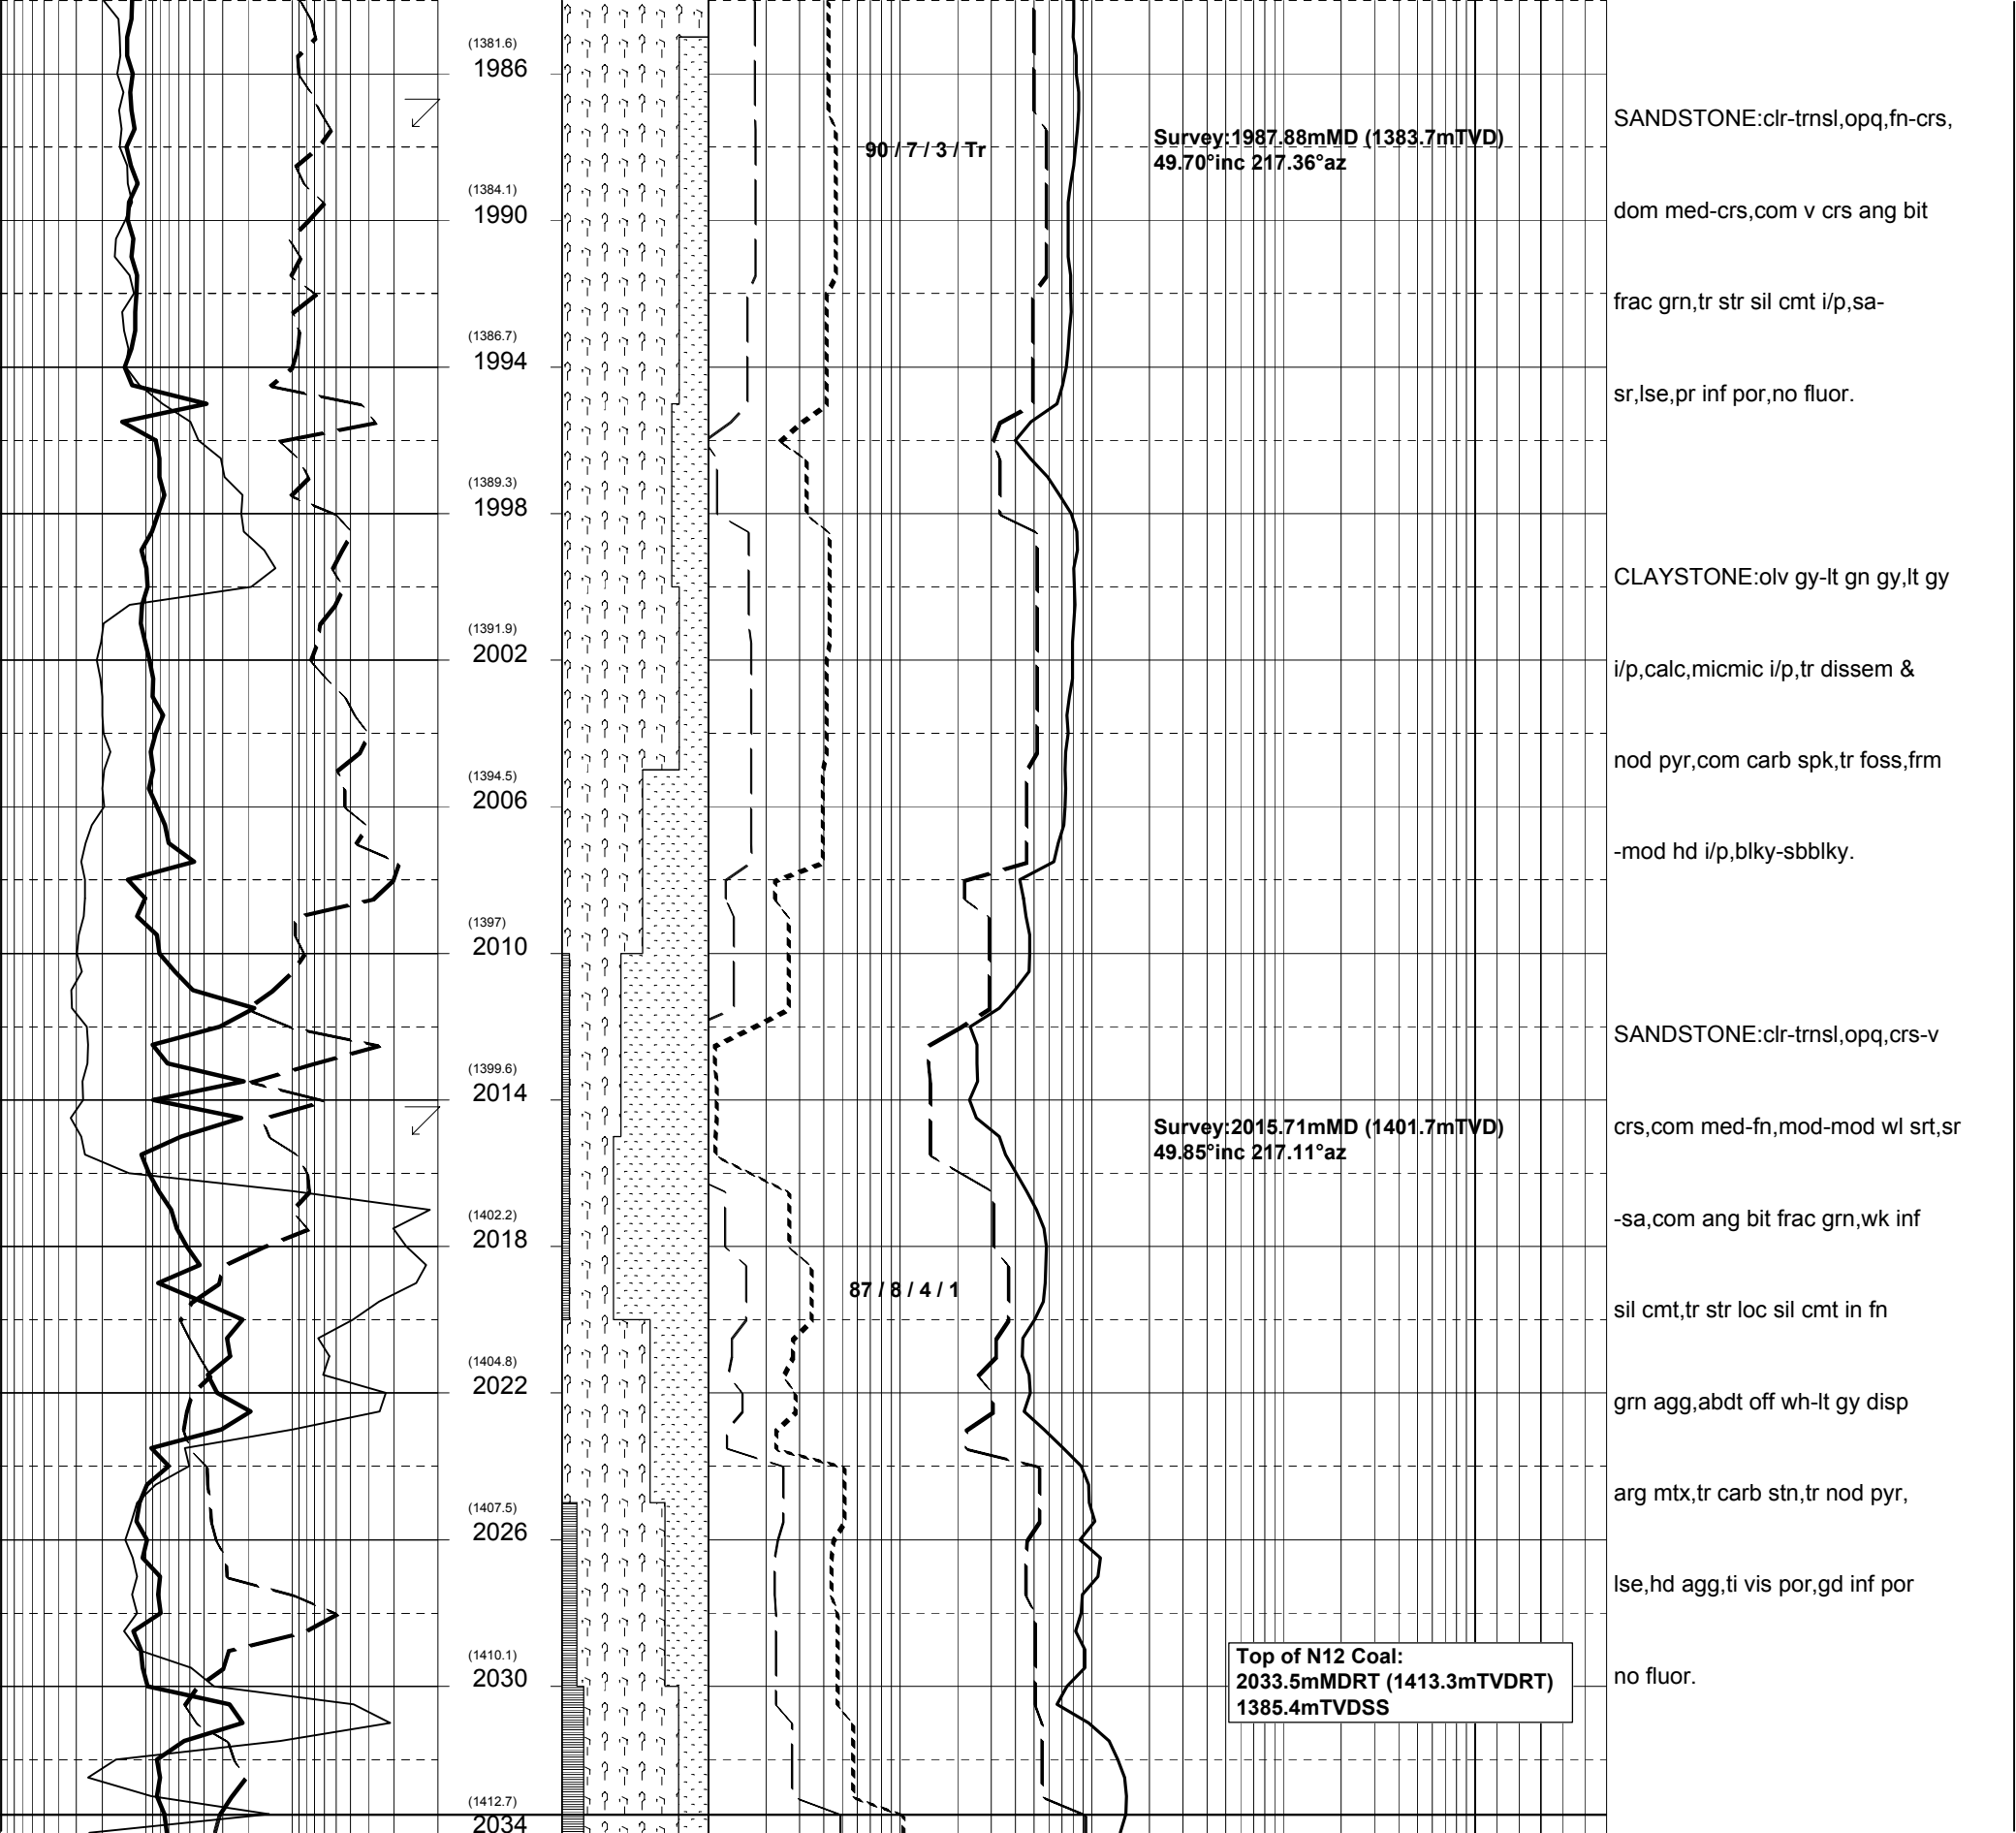 (1381.6)
1986
SANDSTONE:clr-trnsl,opq,fn-crs,
90 / 7 / 3 / Tr
Survey:1987.88mMD (1383.7mTVD)
49.70°inc 217.36°az
(1384.1)
1990
dom med-crs,com v crs ang bit
frac grn,tr str sil cmt i/p,sa-
(1386.7)
1994
sr,lse,pr inf por,no fluor.
(1389.3)
1998
CLAYSTONE:olv gy-lt gn gy,lt gy
(1391.9)
2002
i/p,calc,micmic i/p,tr dissem &
nod pyr,com carb spk,tr foss,frm
(1394.5)
2006
-mod hd i/p,blky-sbblky.
(1397)
2010
SANDSTONE:clr-trnsl,opq,crs-v
(1399.6)
2014
Survey:2015.71mMD (1401.7mTVD)
49.85°inc 217.11°az
crs,com med-fn,mod-mod wl srt,sr
(1402.2)
2018
-sa,com ang bit frac grn,wk inf
87 / 8 / 4 / 1
sil cmt,tr str loc sil cmt in fn
(1404.8)
2022
grn agg,abdt off wh-lt gy disp
arg mtx,tr carb stn,tr nod pyr,
(1407.5)
2026
lse,hd agg,ti vis por,gd inf por
(1410.1)
2030
Top of N12 Coal:
2033.5mMDRT (1413.3mTVDRT)
1385.4mTVDSS
no fluor.
(1412.7)
2034